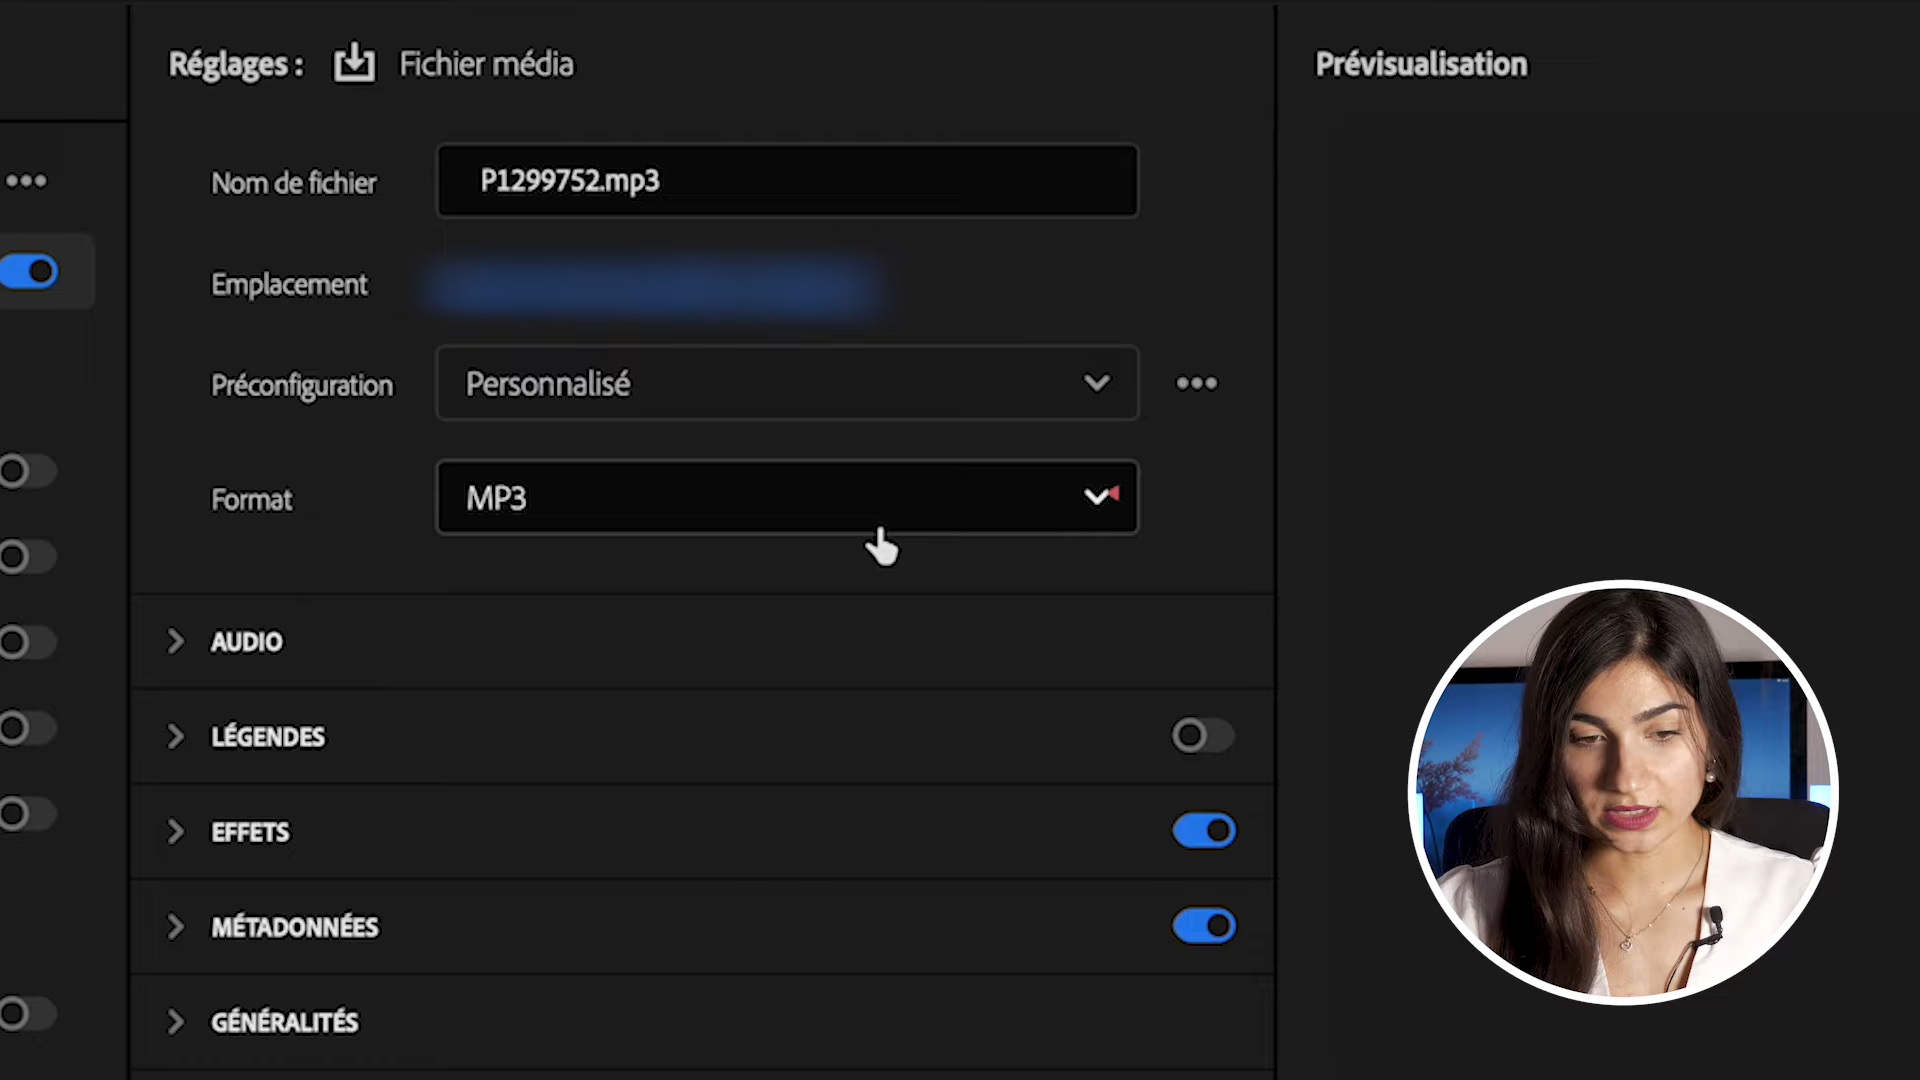 Réglages : Fichier média
Prévisualisation
Nom de fichier P1299752.mp3
Emplacement
Préconfiguration Personnalisé
Format MP3
AUDIO
LÉGENDES
EFFETS
MÉTADONNÉES
GÉNÉRALITÉS